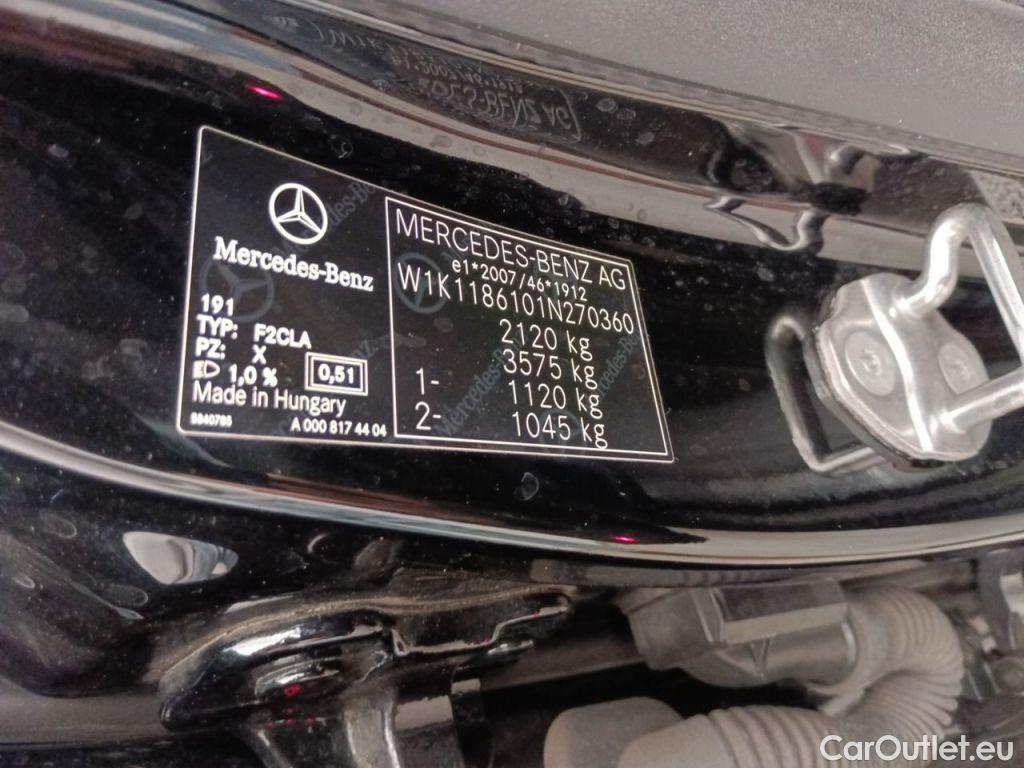 Mercedes-Benz
191
TYP: F2CLA
PZ: X
1,0 % 0,51
Made in Hungary
A 000 817 44 04
MERCEDES-BENZ AG
e1*2007/46*1912
W1K1186101N270360
2120 kg
3575 kg
1- 1120 kg
2- 1045 kg
CarOutlet.eu